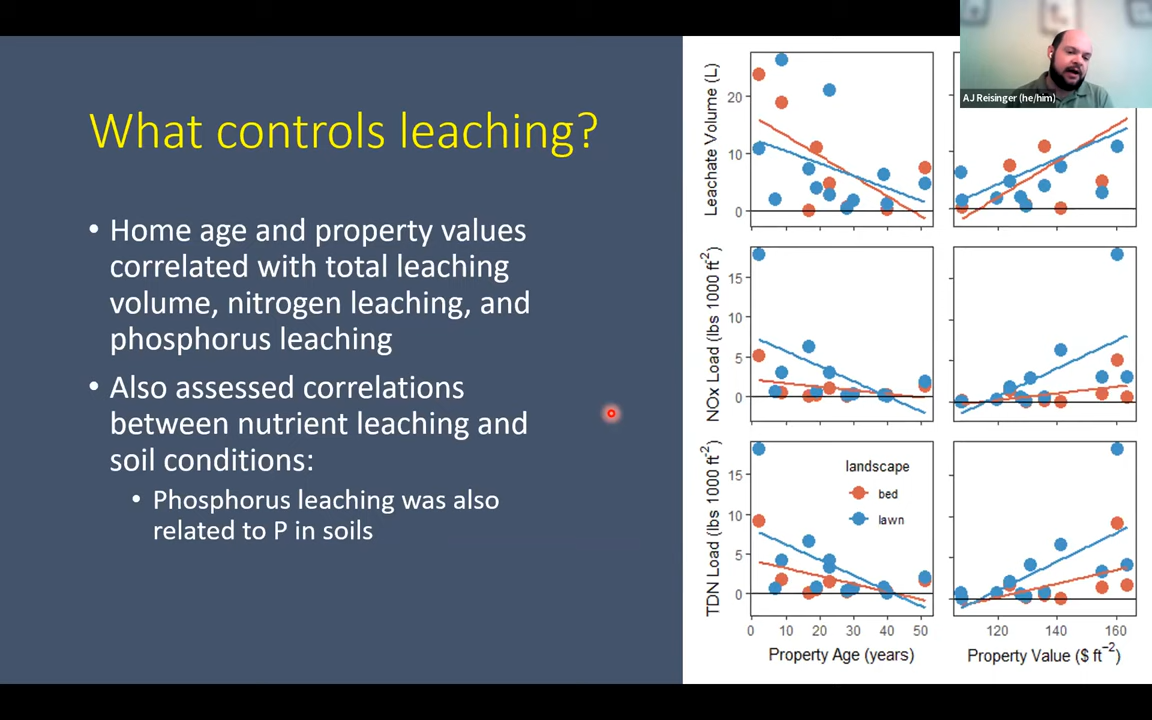 What controls leaching?
• Home age and property values
correlated with total leaching
volume, nitrogen leaching, and
phosphorus leaching
• Also assessed correlations
between nutrient leaching and
soil conditions:
• Phosphorus leaching was also
related to P in soils
AJ Reisinger (he/him)
Leachate Volume (L)
20
10
0
NOx Load (lbs 1000 ft⁻²)
15
10
5
0
TDN Load (lbs 1000 ft⁻²)
15
10
5
0
landscape
bed
lawn
0 10 20 30 40 50
Property Age (years)
120 140 160
Property Value ($ ft⁻²)